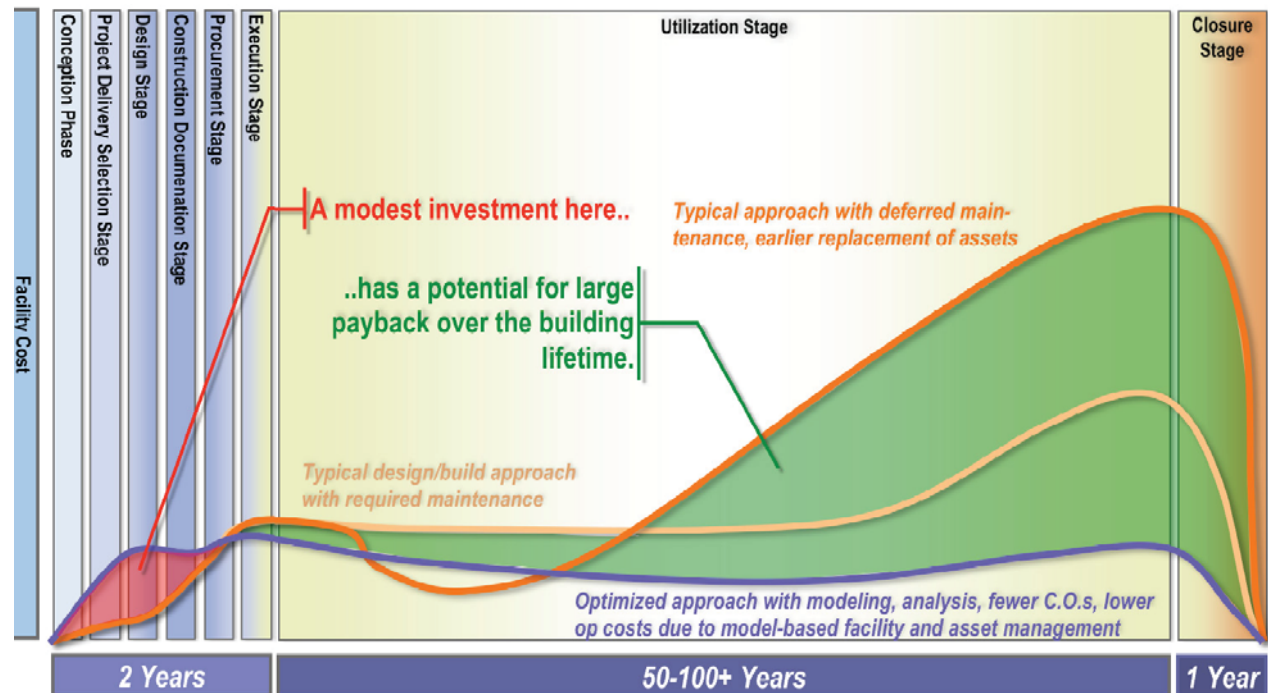 Facility Cost
Conception Phase
Project Delivery Selection Stage
Design Stage
Construction Documenation Stage
Procurement Stage
Execution Stage
Utilization Stage
Closure
Stage
A modest investment here..
Typical approach with deferred main-
tenance, earlier replacement of assets
..has a potential for large
payback over the building
lifetime.
Typical design/build approach
with required maintenance
Optimized approach with modeling, analysis, fewer C.O.s, lower
op costs due to model-based facility and asset management
2 Years
50-100+ Years
1 Year